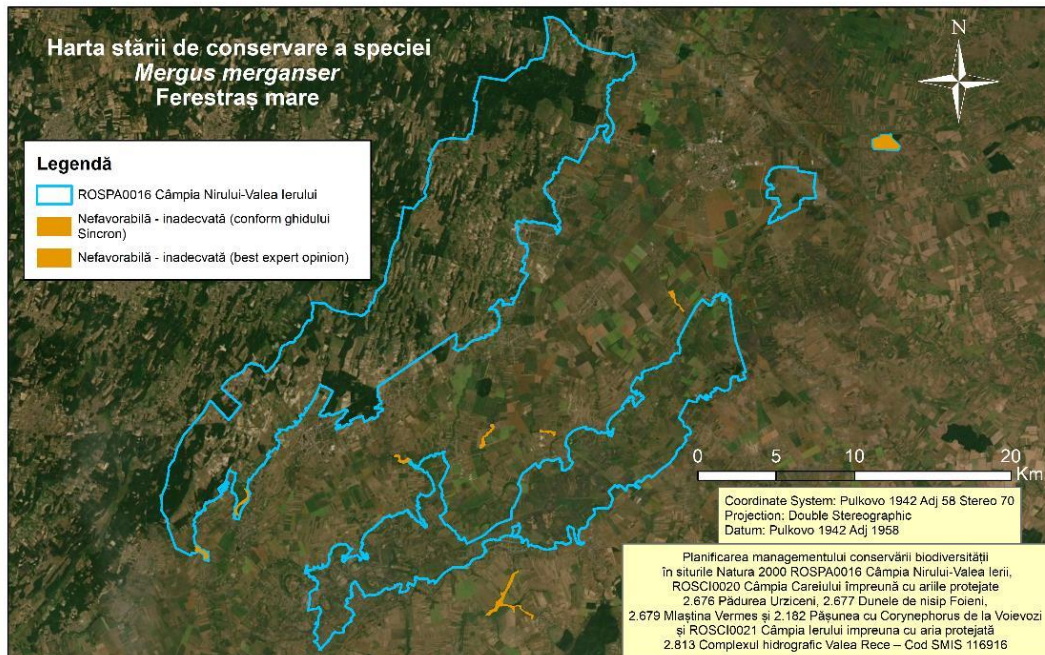 Harta stării de conservare a speciei
Mergus merganser
Ferestraș mare
N
Legendă
ROSPA0016 Câmpia Nirului-Valea Ierului
Nefavorabilă - inadecvată (conform ghidului
Sincron)
Nefavorabilă - inadecvată (best expert opinion)
0 5 10 20
Km
Coordinate System: Pulkovo 1942 Adj 58 Stereo 70
Projection: Double Stereographic
Datum: Pulkovo 1942 Adj 1958
Planificarea managementului conservării biodiversității
în siturile Natura 2000 ROSPA0016 Câmpia Nirului-Valea Ierii,
ROSCI0020 Câmpia Careiului împreună cu ariile protejate
2.676 Pădurea Urziceni, 2.677 Dunele de nisip Foieni,
2.679 Mlaștina Vermes și 2.182 Pășunea cu Corynephorus de la Voievozi
și ROSCI0021 Câmpia Ierului impreuna cu aria protejată
2.813 Complexul hidrografic Valea Rece – Cod SMIS 116916